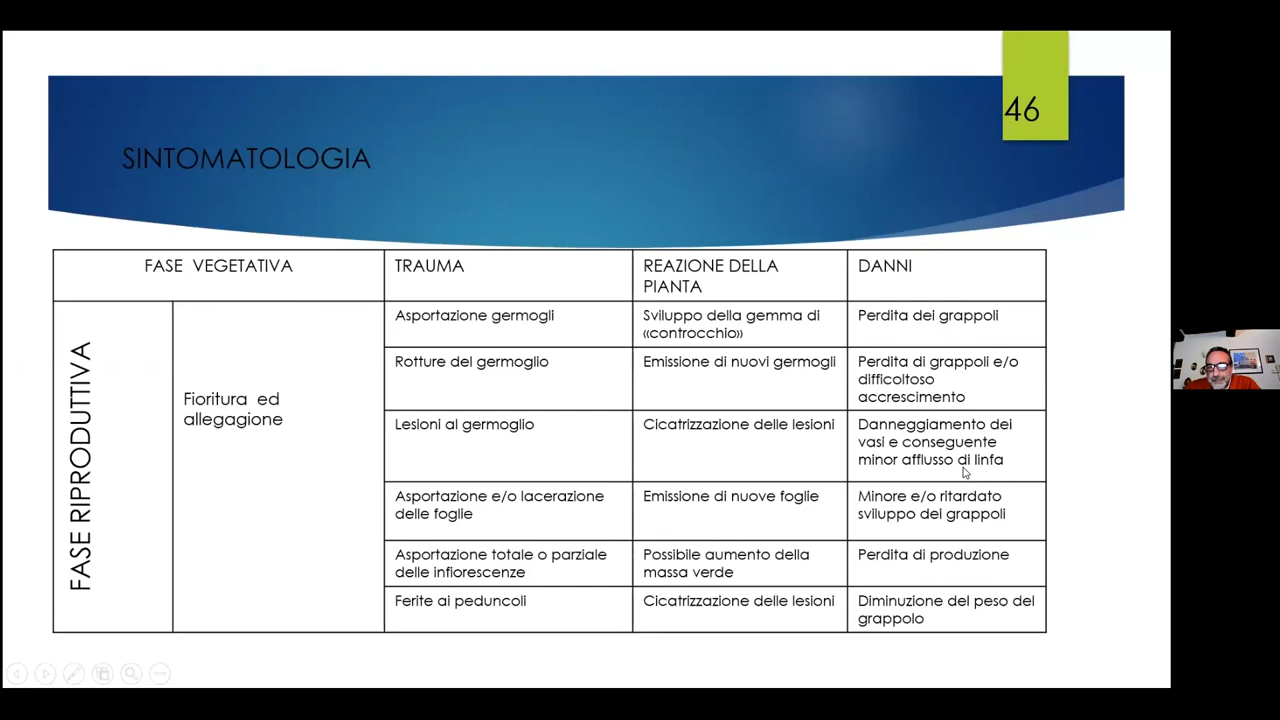 46
SINTOMATOLOGIA
FASE VEGETATIVA
TRAUMA
REAZIONE DELLA
PIANTA
DANNI
FASE RIPRODUTTIVA
Fioritura ed
allegagione
Asportazione germogli
Sviluppo della gemma di
«controcchio»
Perdita dei grappoli
Rotture del germoglio
Emissione di nuovi germogli
Perdita di grappoli e/o
difficoltoso
accrescimento
Lesioni al germoglio
Cicatrizzazione delle lesioni
Danneggiamento dei
vasi e conseguente
minor afflusso di linfa
Asportazione e/o lacerazione
delle foglie
Emissione di nuove foglie
Minore e/o ritardato
sviluppo dei grappoli
Asportazione totale o parziale
delle infiorescenze
Possibile aumento della
massa verde
Perdita di produzione
Ferite ai peduncoli
Cicatrizzazione delle lesioni
Diminuzione del peso del
grappolo